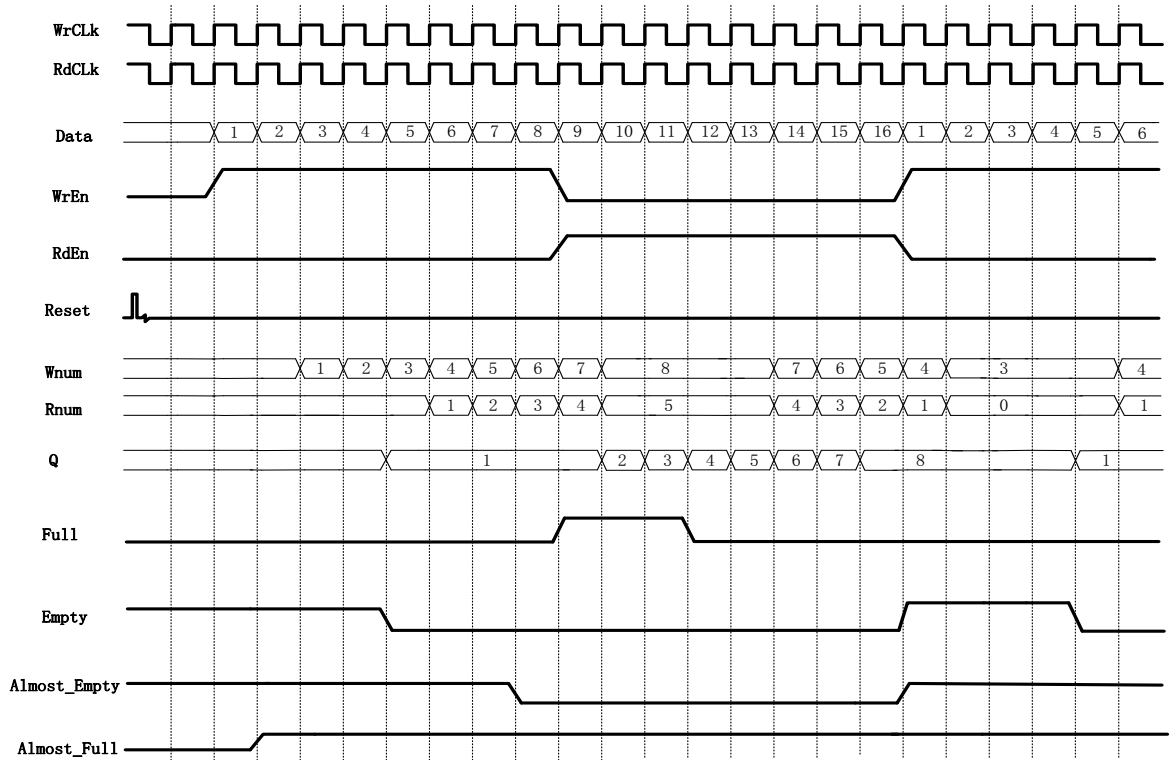 WrCLk
RdCLk
Data 1 2 3 4 5 6 7 8 9 10 11 12 13 14 15 16 1 2 3 4 5 6
WrEn
RdEn
Reset
Wnum 1 2 3 4 5 6 7 8 7 6 5 4 3 4
Rnum 1 2 3 4 5 4 3 2 1 0 1
Q 1 2 3 4 5 6 7 8 1
Full
Empty
Almost_Empty
Almost_Full